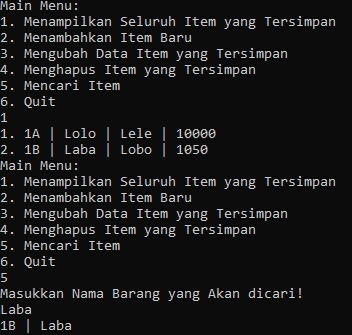 Main Menu:
1. Menampilkan Seluruh Item yang Tersimpan
2. Menambahkan Item Baru
3. Mengubah Data Item yang Tersimpan
4. Menghapus Item yang Tersimpan
5. Mencari Item
6. Quit
1
1. 1A | Lolo | Lele | 10000
2. 1B | Laba | Lobo | 1050
Main Menu:
1. Menampilkan Seluruh Item yang Tersimpan
2. Menambahkan Item Baru
3. Mengubah Data Item yang Tersimpan
4. Menghapus Item yang Tersimpan
5. Mencari Item
6. Quit
5
Masukkan Nama Barang yang Akan dicari!
Laba
1B | Laba